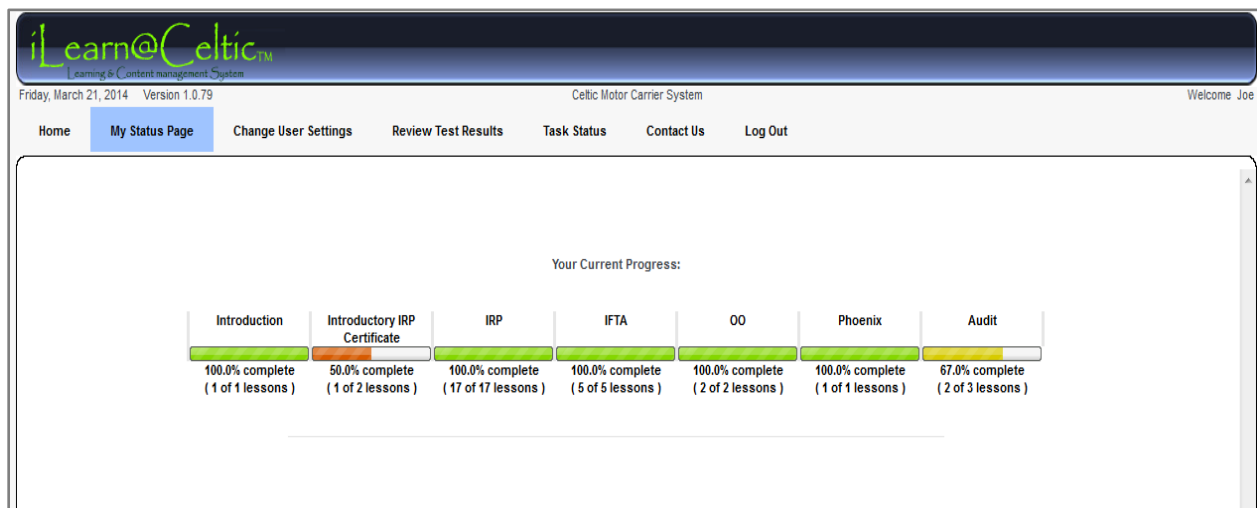 iLearn@Celtic TM
Learning & Content management System
Friday, March 21, 2014 Version 1.0.79 Celtic Motor Carrier System Welcome Joe
Home My Status Page Change User Settings Review Test Results Task Status Contact Us Log Out
Your Current Progress:
Introduction Introductory IRP Certificate IRP IFTA OO Phoenix Audit
100.0% complete 50.0% complete 100.0% complete 100.0% complete 100.0% complete 100.0% complete 67.0% complete
( 1 of 1 lessons ) ( 1 of 2 lessons ) ( 17 of 17 lessons ) ( 5 of 5 lessons ) ( 2 of 2 lessons ) ( 1 of 1 lessons ) ( 2 of 3 lessons )